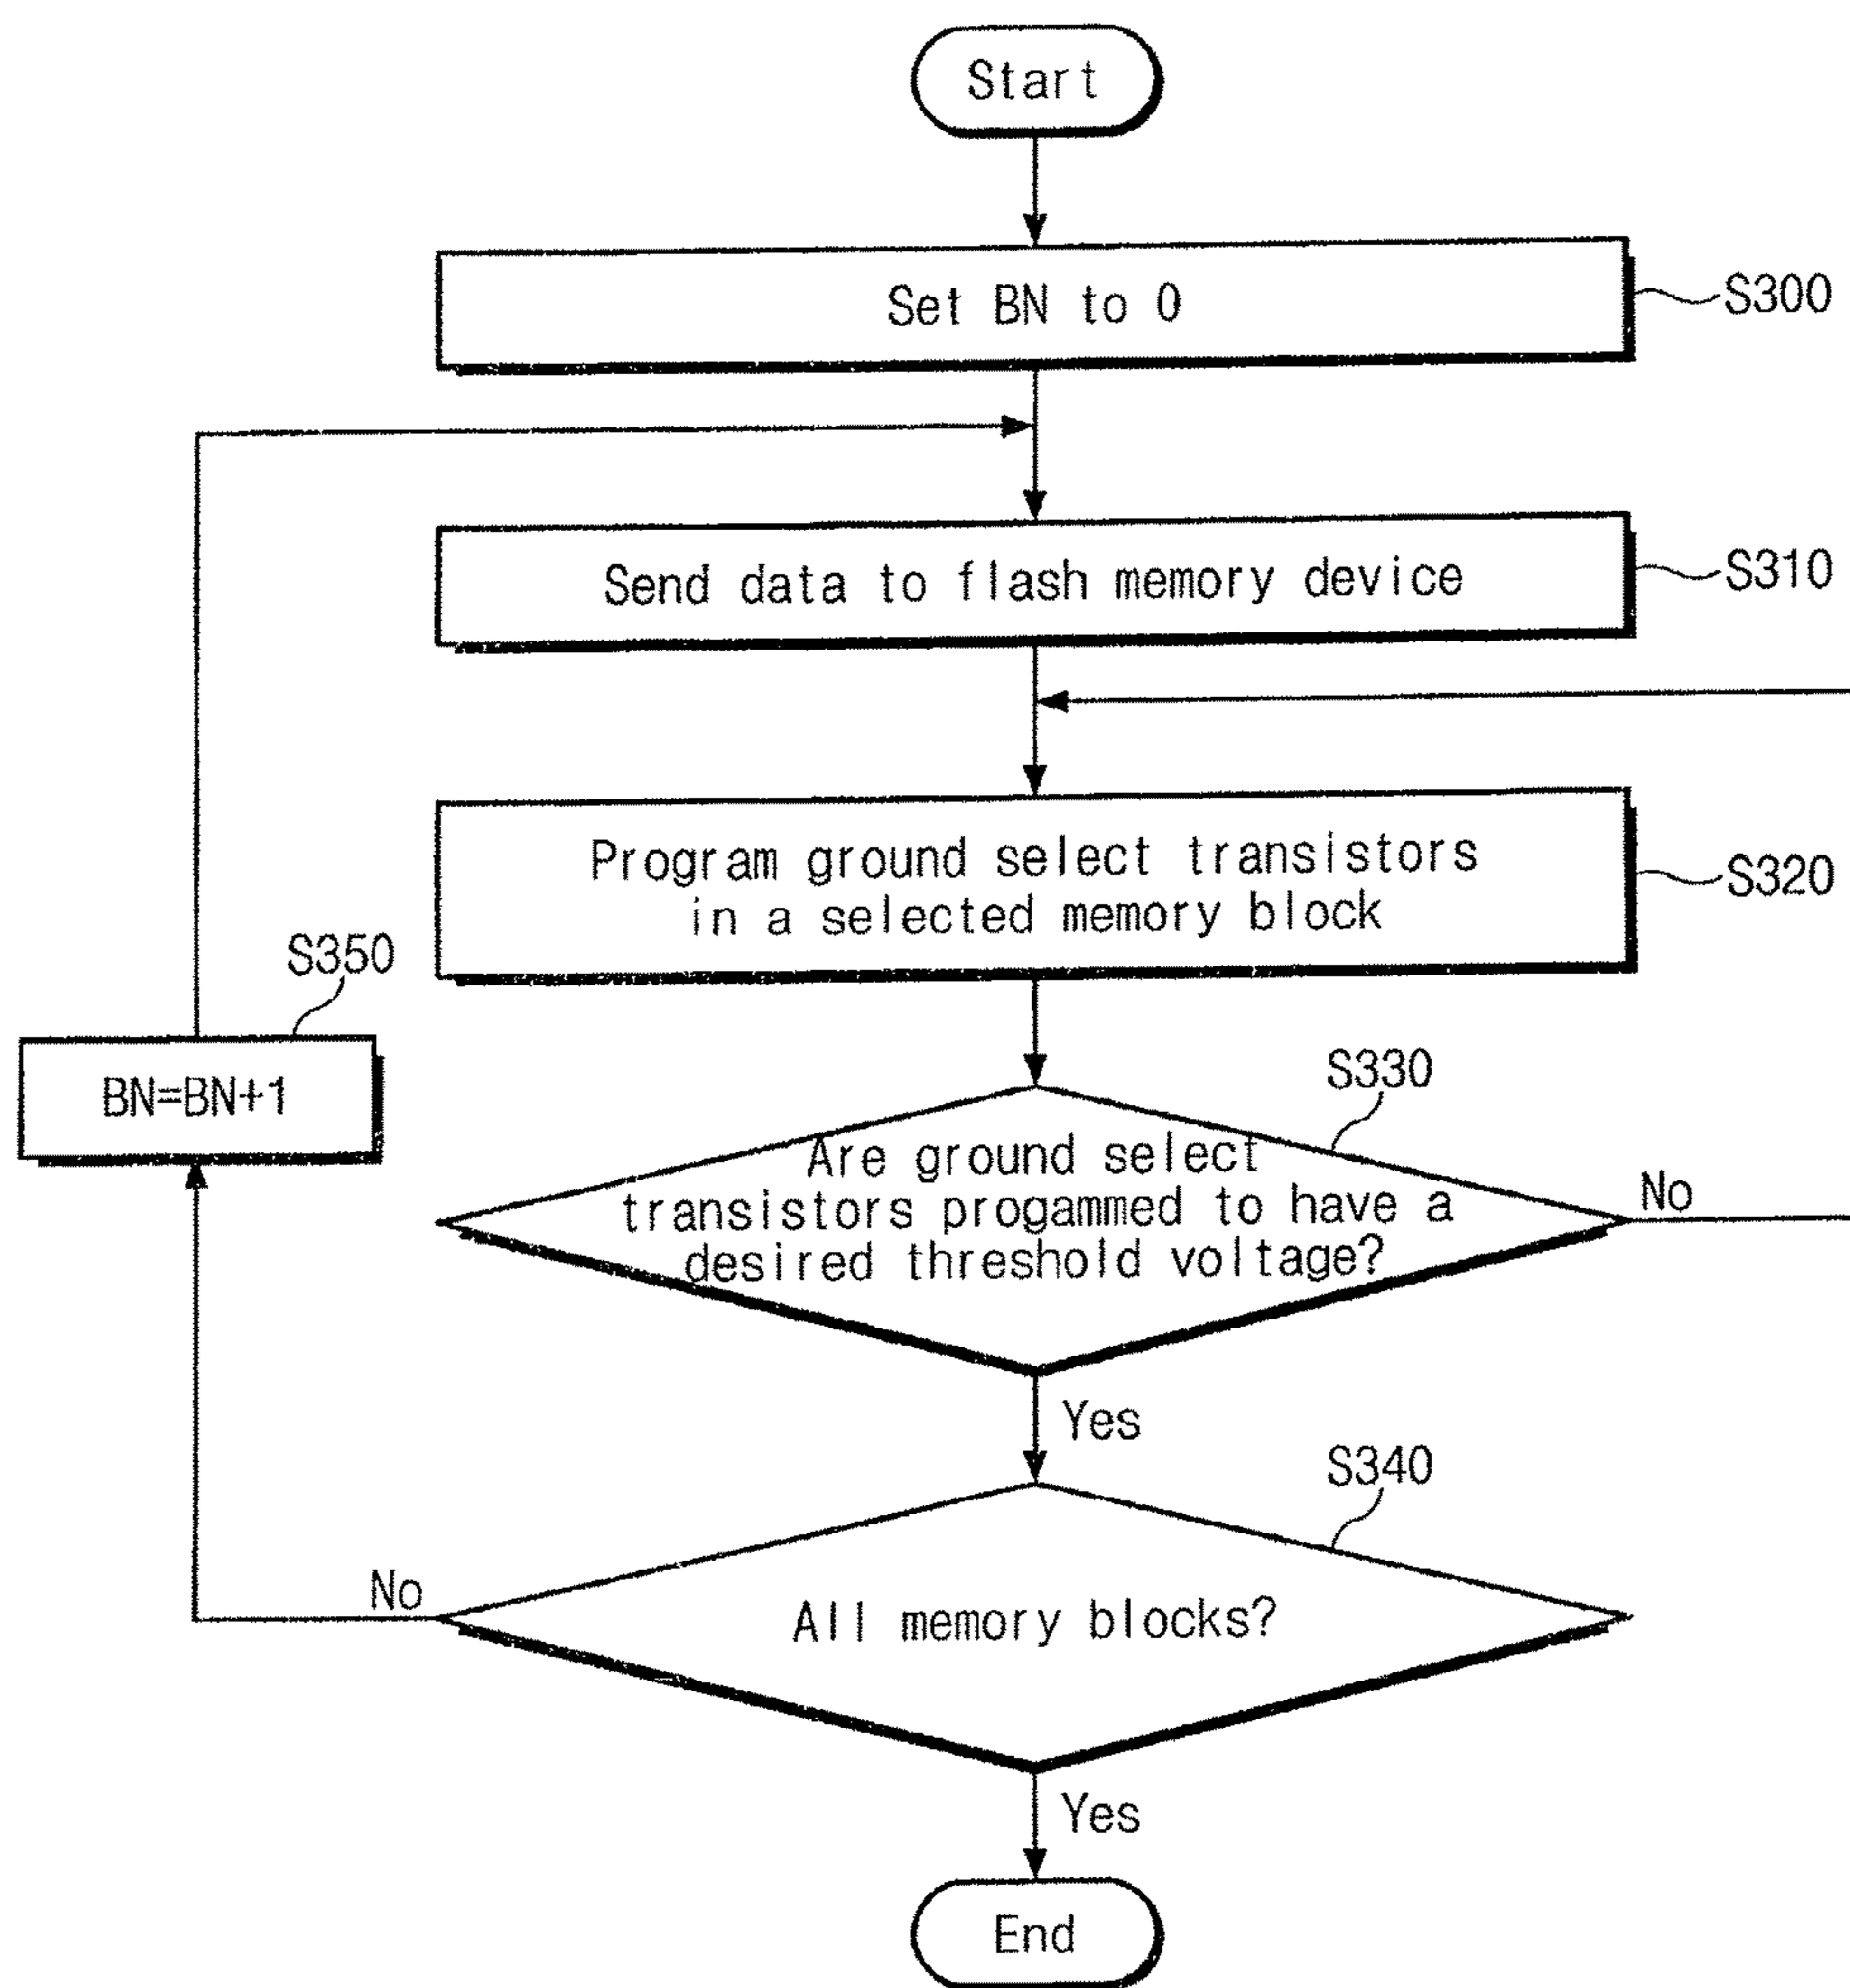 Start
Set BN to 0
S300
Send data to flash memory device
S310
Program ground select transistors
in a selected memory block
S320
S350
BN=BN+1
S330
Are ground select
transistors progammed to have a
desired threshold voltage?
No
Yes
S340
All memory blocks?
No
Yes
End